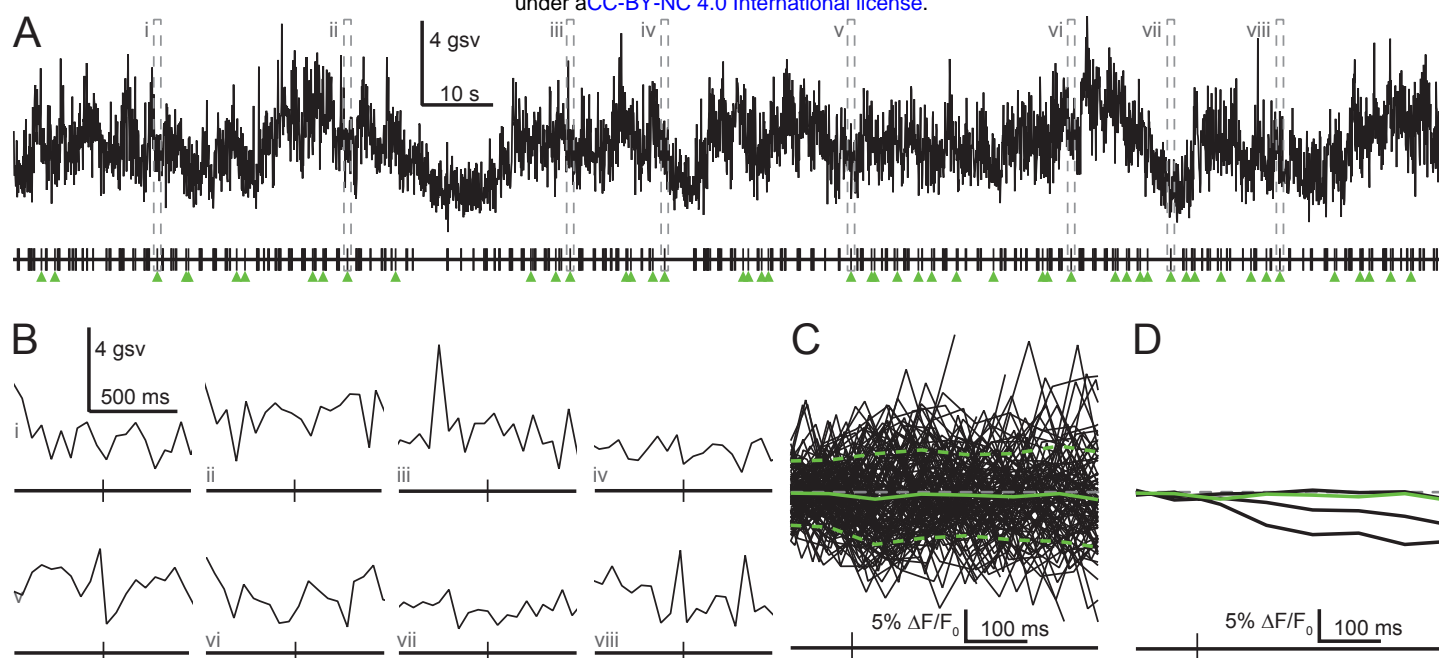 under aCC-BY-NC 4.0 International license.
A
i
ii
iii
iv
v
vi
vii
viii
4 gsv
10 s
B
C
D
4 gsv
500 ms
i
ii
iii
iv
v
vi
vii
viii
5% ΔF/F0
100 ms
5% ΔF/F0
100 ms